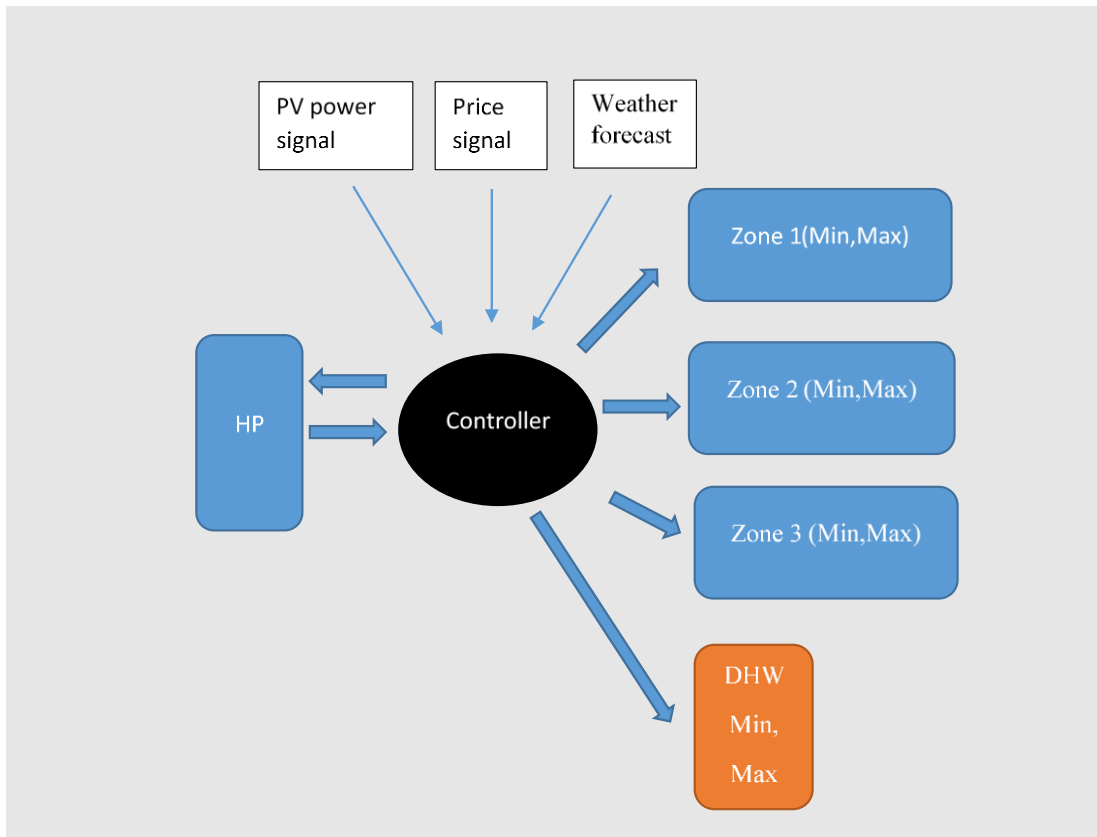 PV power
signal
Price
signal
Weather
forecast
Zone 1(Min,Max)
Zone 2 (Min,Max)
HP
Controller
Zone 3 (Min,Max)
DHW
Min,
Max